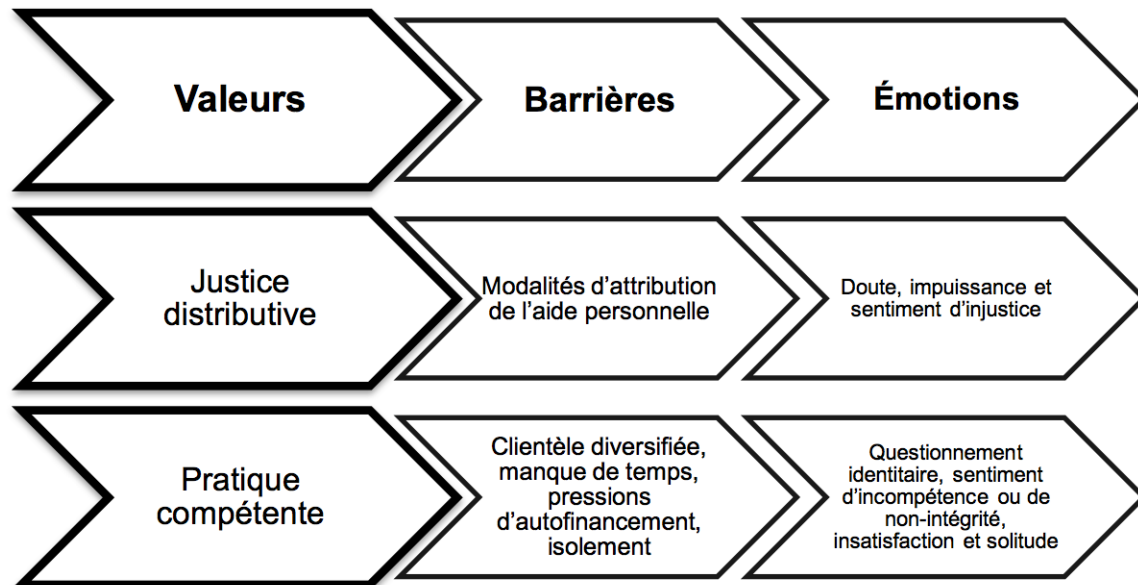 Valeurs
Barrières
Émotions
Justice
distributive
Modalités d’attribution
de l’aide personnelle
Doute, impuissance et
sentiment d’injustice
Pratique
compétente
Clientèle diversifiée,
manque de temps,
pressions
d’autofinancement,
isolement
Questionnement
identitaire, sentiment
d’incompétence ou de
non-intégrité,
insatisfaction et solitude